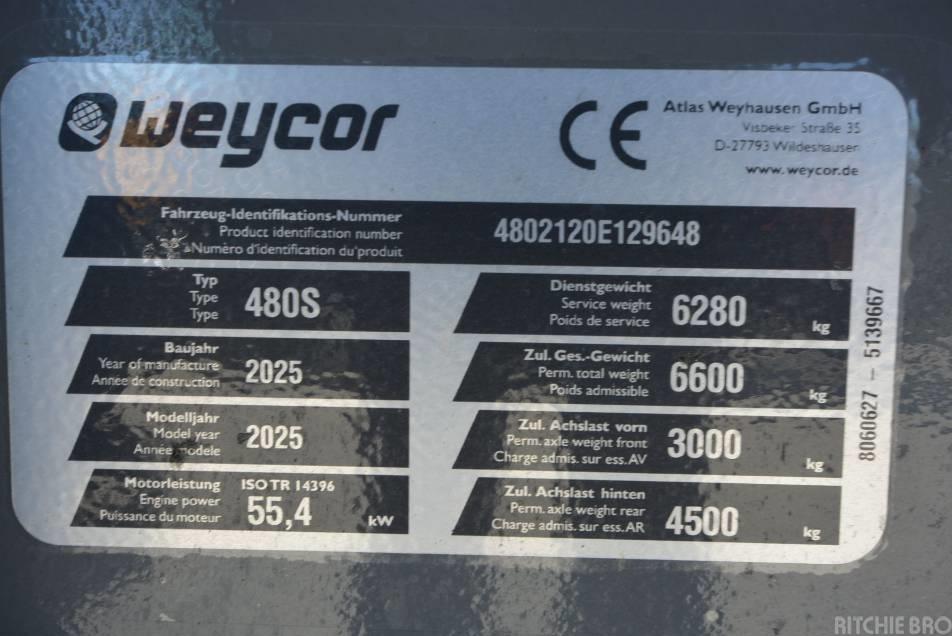 weycor
CE
Atlas Weyhausen GmbH
Visbeker Straße 35
D-27793 Wildeshausen
www.weycor.de
Fahrzeug-Identifikations-Nummer
Product identification number
Numéro d'identification du produit
4802120E129648
Typ
Type
Type
480S
Dienstgewicht
Service weight
Poids de service
6280
kg
Baujahr
Year of manufacture
Année de construction
2025
Zul. Ges.-Gewicht
Perm. total weight
Poids admissible
6600
kg
Modelljahr
Model year
Année modele
2025
Zul. Achslast vorn
Perm. axle weight front
Charge admis. sur ess. AV
3000
kg
Motorleistung
Engine power
Puissance du moteur
ISO TR 14396
55,4
kW
Zul. Achslast hinten
Perm. axle weight rear
Charge admis. sur ess. AR
4500
kg
8060627 – 5139667
RITCHIE BRO